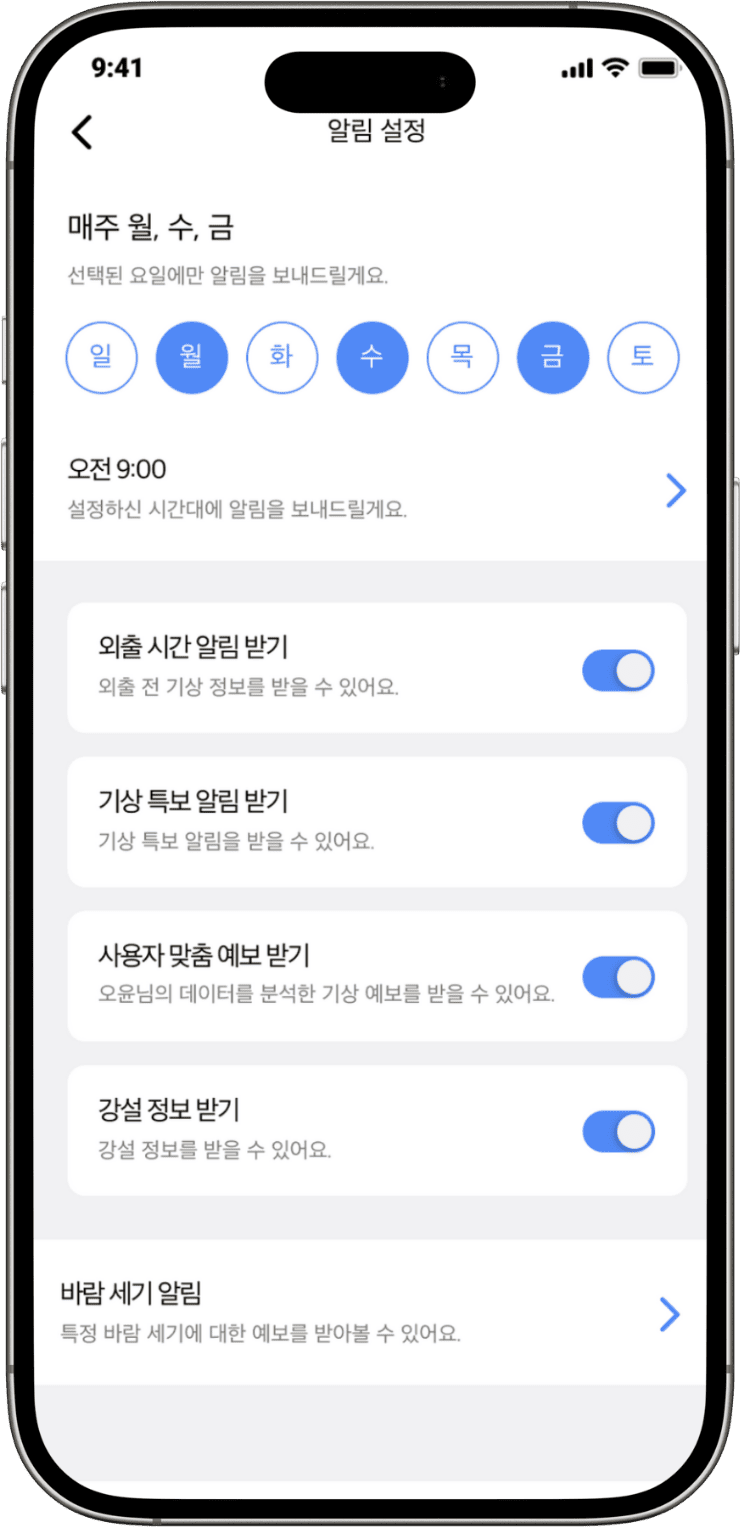 9:41
알림 설정
매주 월, 수, 금
선택된 요일에만 알림을 보내드릴게요.
일 월 화 수 목 금 토
오전 9:00
설정하신 시간대에 알림을 보내드릴게요.
외출 시간 알림 받기
외출 전 기상 정보를 받을 수 있어요.
기상 특보 알림 받기
기상 특보 알림을 받을 수 있어요.
사용자 맞춤 예보 받기
오윤님의 데이터를 분석한 기상 예보를 받을 수 있어요.
강설 정보 받기
강설 정보를 받을 수 있어요.
바람 세기 알림
특정 바람 세기에 대한 예보를 받아볼 수 있어요.